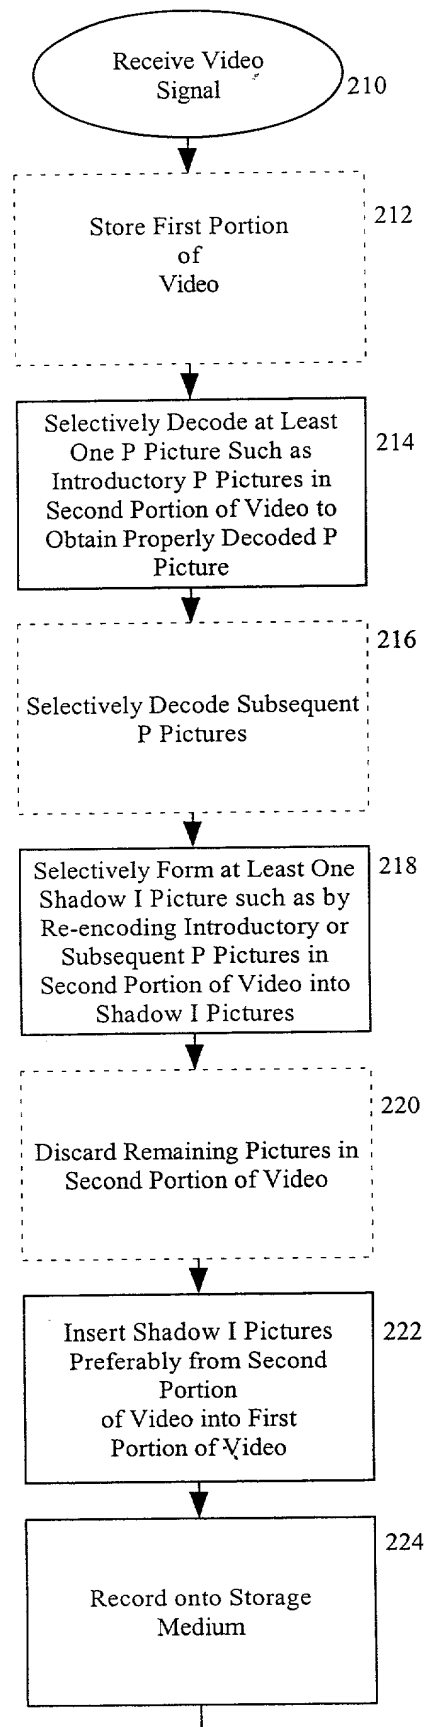 Receive Video
Signal
210
212
Store First Portion
of
Video
214
Selectively Decode at Least
One P Picture Such as
Introductory P Pictures in
Second Portion of Video to
Obtain Properly Decoded P
Picture
216
Selectively Decode Subsequent
P Pictures
218
Selectively Form at Least One
Shadow I Picture such as by
Re-encoding Introductory or
Subsequent P Pictures in
Second Portion of Video into
Shadow I Pictures
220
Discard Remaining Pictures in
Second Portion of Video
222
Insert Shadow I Pictures
Preferably from Second
Portion
of Video into First
Portion of Video
224
Record onto Storage
Medium